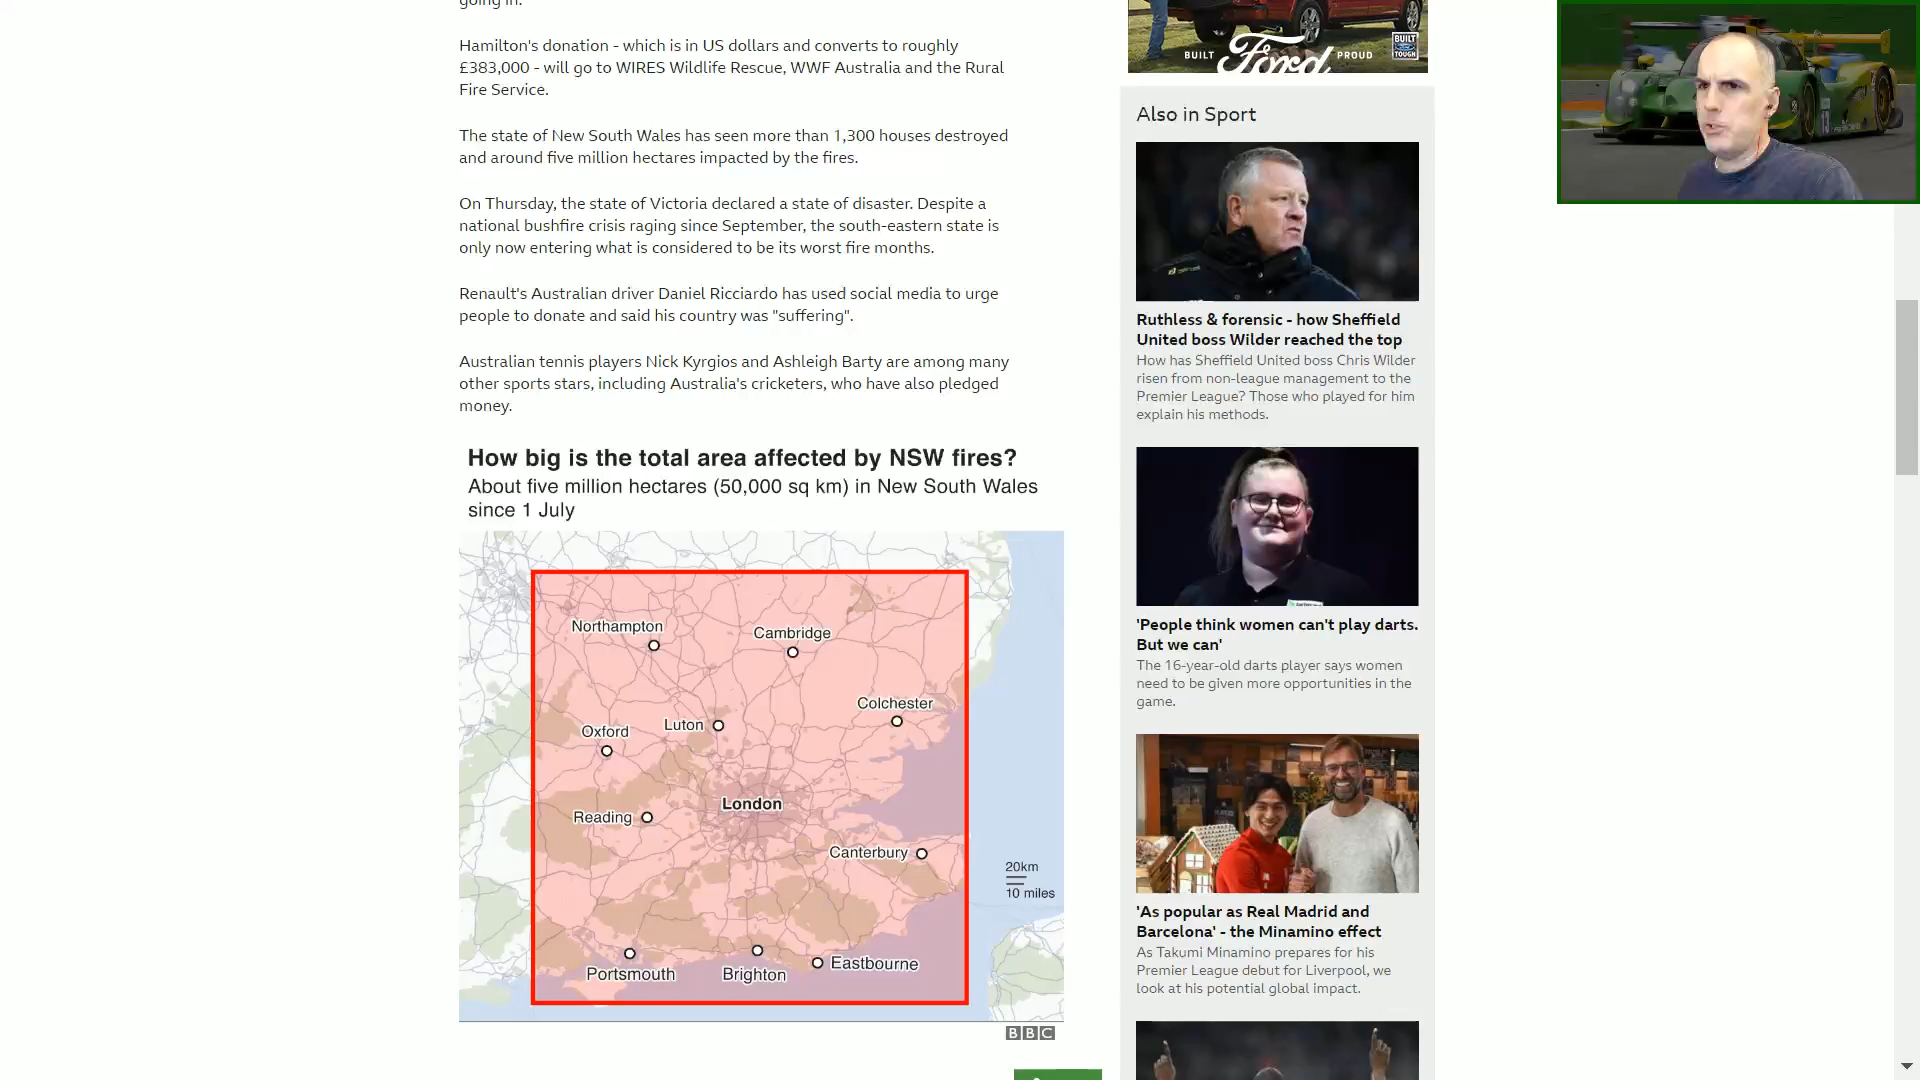 going in.
Hamilton's donation - which is in US dollars and converts to roughly
£383,000 - will go to WIRES Wildlife Rescue, WWF Australia and the Rural
Fire Service.
The state of New South Wales has seen more than 1,300 houses destroyed
and around five million hectares impacted by the fires.
On Thursday, the state of Victoria declared a state of disaster. Despite a
national bushfire crisis raging since September, the south-eastern state is
only now entering what is considered to be its worst fire months.
Renault's Australian driver Daniel Ricciardo has used social media to urge
people to donate and said his country was "suffering".
Australian tennis players Nick Kyrgios and Ashleigh Barty are among many
other sports stars, including Australia's cricketers, who have also pledged
money.
How big is the total area affected by NSW fires?
About five million hectares (50,000 sq km) in New South Wales
since 1 July
Northampton
Cambridge
Colchester
Luton
Oxford
London
Reading
Canterbury
20km
10 miles
Portsmouth
Brighton
Eastbourne
BBC
BUILT Ford PROUD
BUILT
Ford
TOUGH
Also in Sport
Ruthless & forensic - how Sheffield
United boss Wilder reached the top
How has Sheffield United boss Chris Wilder
risen from non-league management to the
Premier League? Those who played for him
explain his methods.
'People think women can't play darts.
But we can'
The 16-year-old darts player says women
need to be given more opportunities in the
game.
'As popular as Real Madrid and
Barcelona' - the Minamino effect
As Takumi Minamino prepares for his
Premier League debut for Liverpool, we
look at his potential global impact.